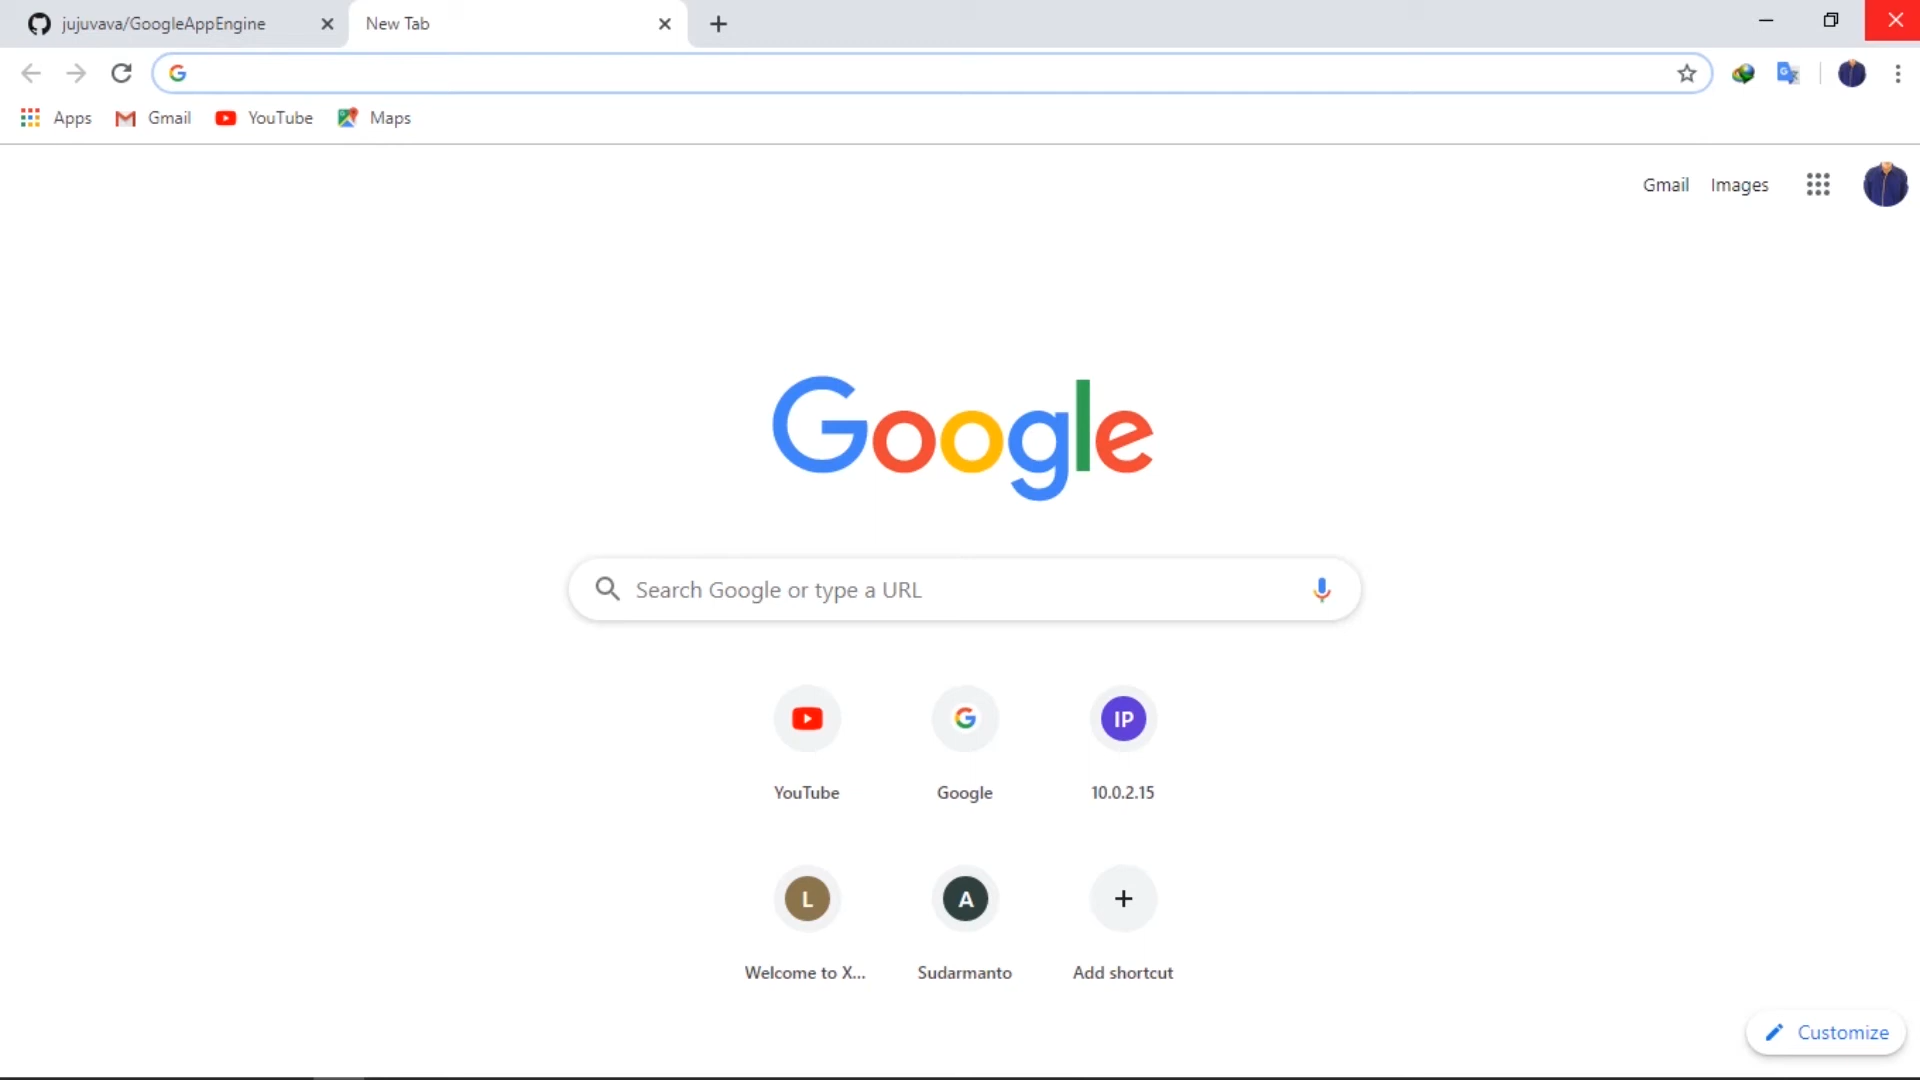 jujuvava/GoogleAppEngine
New Tab
Apps Gmail YouTube Maps
Gmail Images
Google
Search Google or type a URL
IP
YouTube Google 10.0.2.15
L A
Welcome to X... Sudarmanto Add shortcut
Customize